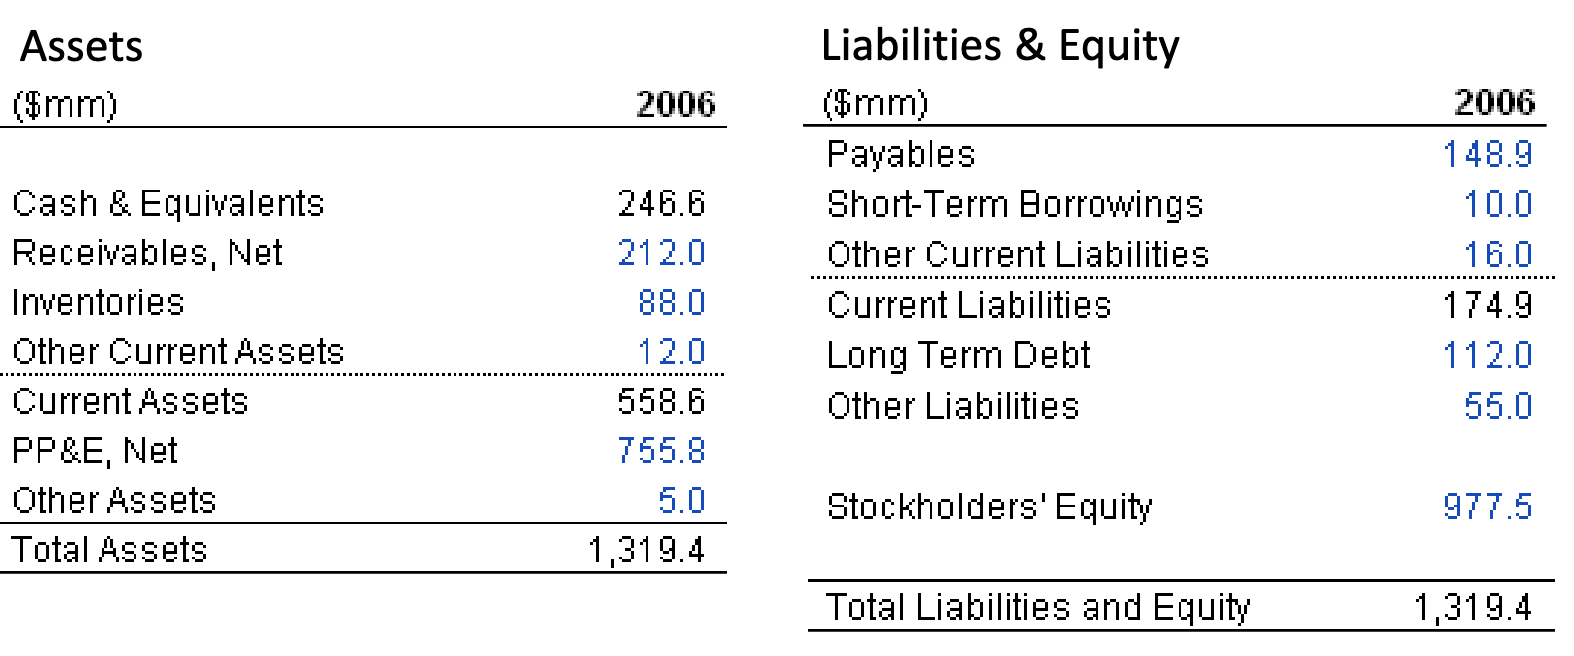 Assets
($mm) 2006
Cash & Equivalents 246.6
Receivables, Net 212.0
Inventories 88.0
Other Current Assets 12.0
Current Assets 558.6
PP&E, Net 755.8
Other Assets 5.0
Total Assets 1,319.4
Liabilities & Equity
($mm) 2006
Payables 148.9
Short-Term Borrowings 10.0
Other Current Liabilities 16.0
Current Liabilities 174.9
Long Term Debt 112.0
Other Liabilities 55.0
Stockholders' Equity 977.5
Total Liabilities and Equity 1,319.4